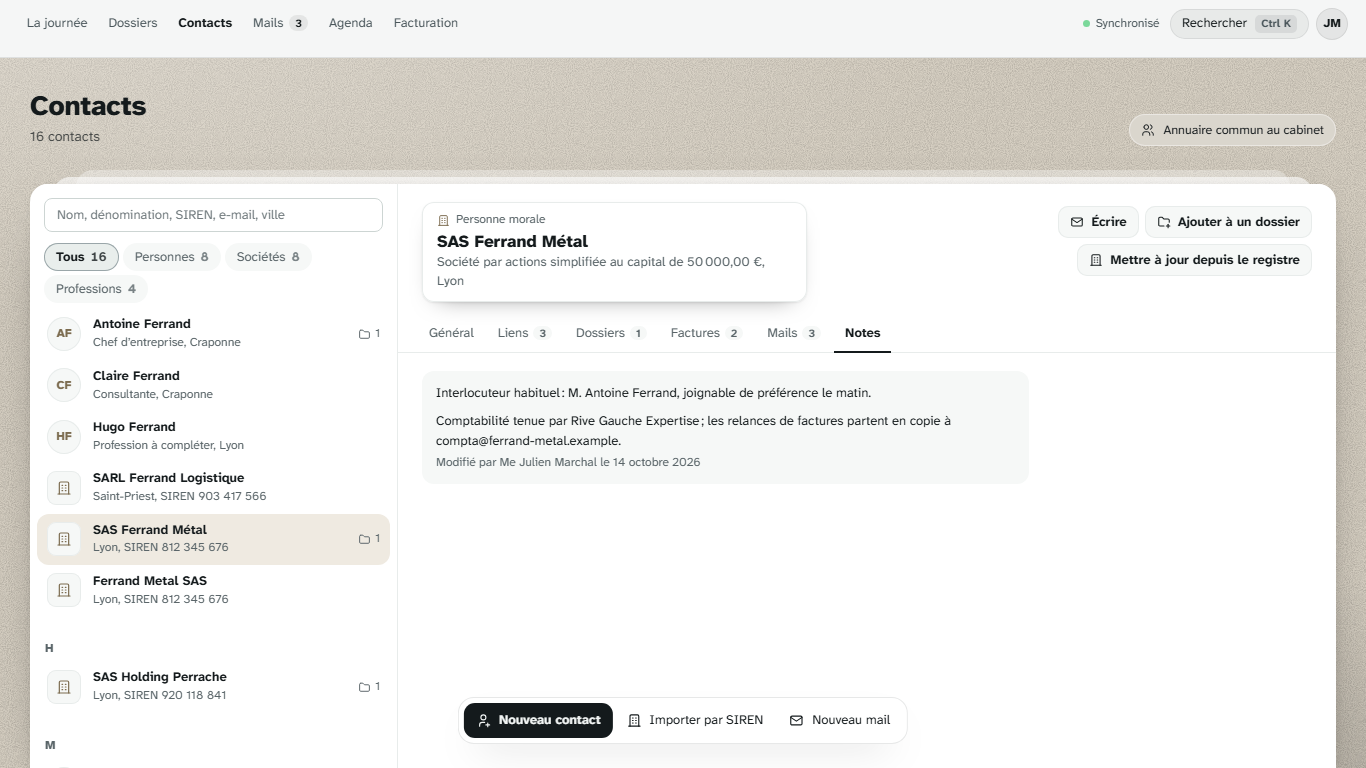 La journée
Dossiers
Contacts
Mails 3
Agenda
Facturation
Synchronisé
Rechercher Ctrl K
JM
Contacts
16 contacts
Annuaire commun au cabinet
Nom, dénomination, SIREN, e-mail, ville
Tous 16
Personnes 8
Sociétés 8
Professions 4
AF
Antoine Ferrand
Chef d'entreprise, Craponne
1
CF
Claire Ferrand
Consultante, Craponne
HF
Hugo Ferrand
Profession à compléter, Lyon
SARL Ferrand Logistique
Saint-Priest, SIREN 903 417 566
SAS Ferrand Métal
Lyon, SIREN 812 345 676
1
Ferrand Metal SAS
Lyon, SIREN 812 345 676
H
SAS Holding Perrache
Lyon, SIREN 920 118 841
1
M
Personne morale
SAS Ferrand Métal
Société par actions simplifiée au capital de 50 000,00 €,
Lyon
Écrire
Ajouter à un dossier
Mettre à jour depuis le registre
Général
Liens 3
Dossiers 1
Factures 2
Mails 3
Notes
Interlocuteur habituel : M. Antoine Ferrand, joignable de préférence le matin.
Comptabilité tenue par Rive Gauche Expertise ; les relances de factures partent en copie à
compta@ferrand-metal.example.
Modifié par Me Julien Marchal le 14 octobre 2026
Nouveau contact
Importer par SIREN
Nouveau mail